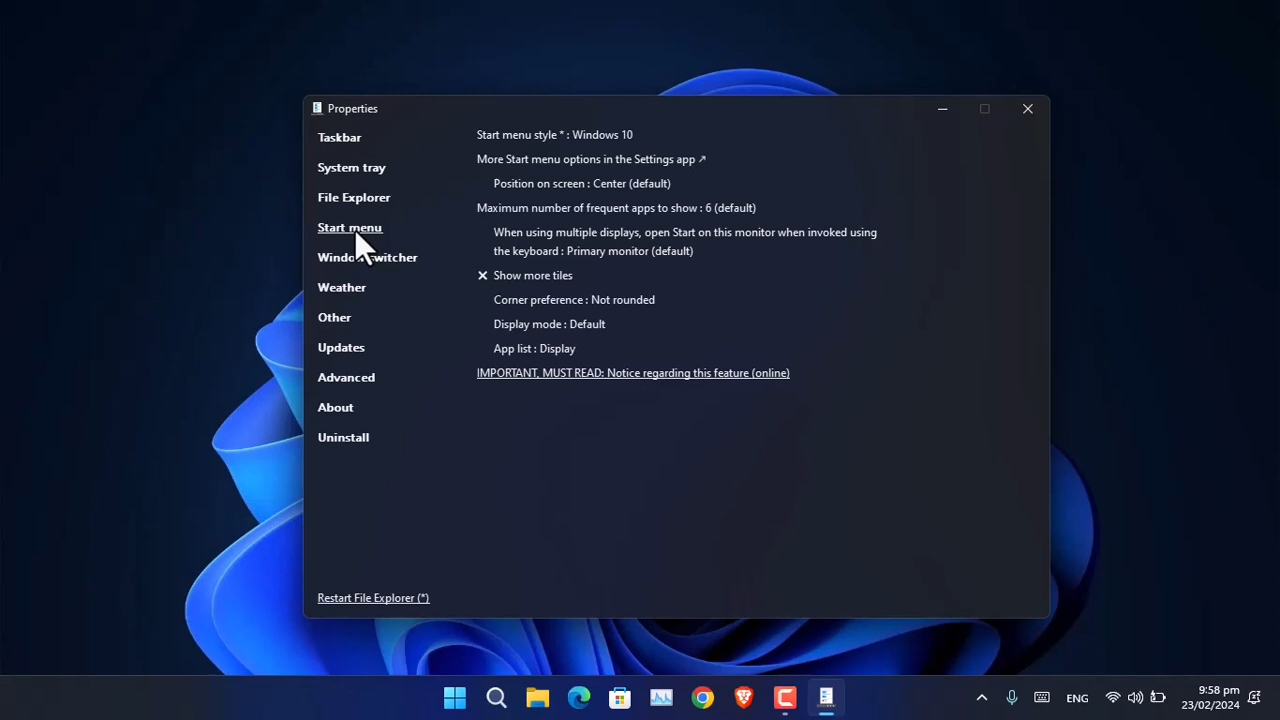 Properties
Taskbar
System tray
File Explorer
Start menu
Weather
Other
Updates
Advanced
About
Uninstall
Restart File Explorer (*)
Start menu style * : Windows 10
More Start menu options in the Settings app ↗
Position on screen : Center (default)
Maximum number of frequent apps to show : 6 (default)
When using multiple displays, open Start on this monitor when invoked using
the keyboard : Primary monitor (default)
Show more tiles
Corner preference : Not rounded
Display mode : Default
App list : Display
IMPORTANT, MUST READ: Notice regarding this feature (online)
ENG
9:58 pm
23/02/2024